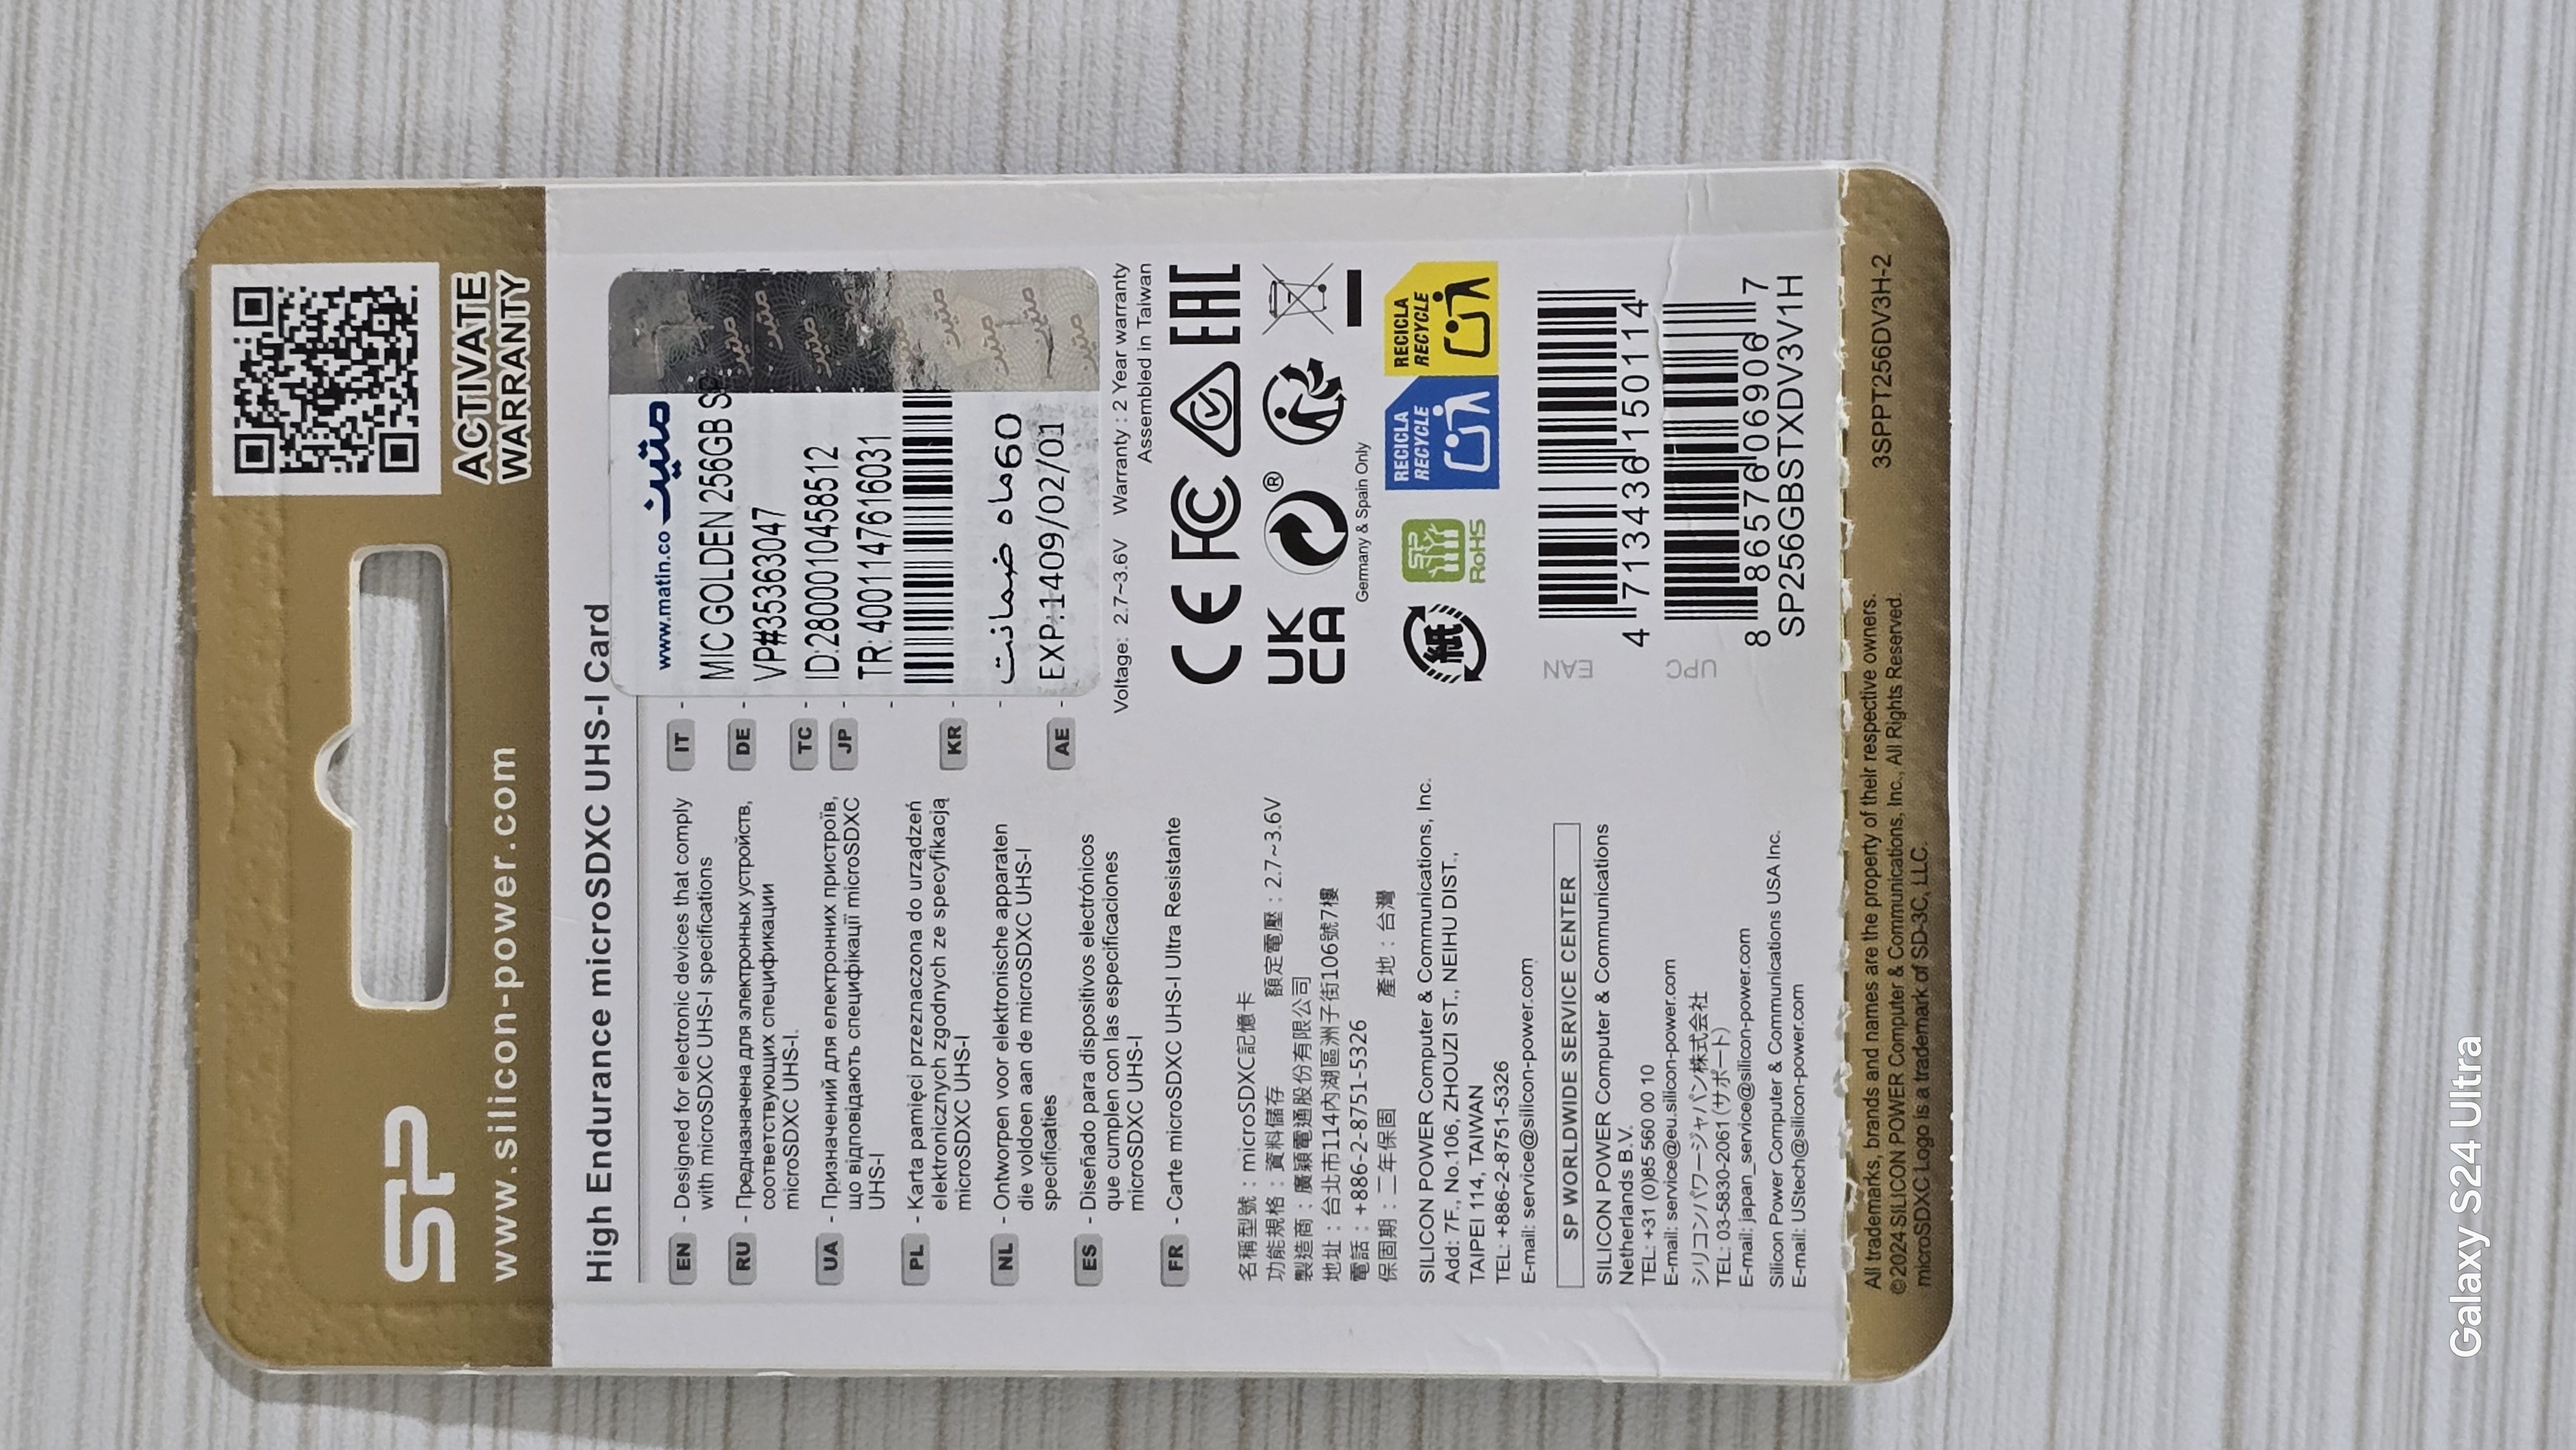 ACTIVATE
WARRANTY
SP
www.silicon-power.com
High Endurance microSDXC UHS-I Card
EN - Designed for electronic devices that comply
with microSDXC UHS-I specifications
RU - Предназначена для электронных устройств,
соответствующих спецификации
microSDXC UHS-I.
UA - Призначений для електронних пристроїв,
що відповідають специфікації microSDXC
UHS-I
PL - Karta pamięci przeznaczona do urządzeń
elektronicznych zgodnych ze specyfikacją
microSDXC UHS-I
NL - Ontworpen voor elektronische apparaten
die voldoen aan de microSDXC UHS-I
specificaties
ES - Diseñado para dispositivos electrónicos
que cumplen con las especificaciones
microSDXC UHS-I
FR - Carte microSDXC UHS-I Ultra Resistante
IT -
DE -
TC -
JP -
-
KR -
-
AE -
www.matin.co متین
MIC GOLDEN 256GB SP
VP#35363047
ID:2800010458512
TR: 400114761603​1
60ماه ضمانت
EXP:1409/02/01
متین
متین
متین
متین
متین
متین
متین
Voltage: 2.7~3.6V Warranty : 2 Year warranty
Assembled in Taiwan
CE FC EAC
UK
CA
®
Germany & Spain Only
紙
SP
RoHS
RECICLA
RECYCLE
RECICLA
RECYCLE
名稱型號：microSDXC記憶卡
功能規格：資料儲存 額定電壓：2.7~3.6V
製造商：廣穎電通股份有限公司
地址：台北市114內湖區洲子街106號7樓
電話：+886-2-8751-5326
保固期：二年保固 產地：台灣
SILICON POWER Computer & Communications, Inc.
Add: 7F., No.106, ZHOUZI ST., NEIHU DIST.,
TAIPEI 114, TAIWAN
TEL: +886-2-8751-5326
E-mail: service@silicon-power.com
SP WORLDWIDE SERVICE CENTER
SILICON POWER Computer & Communications
Netherlands B.V.
TEL: +31 (0)85 560 00 10
E-mail: service@eu.silicon-power.com
シリコンパワージャパン株式会社
TEL: 03-5830-2061 (サポート)
E-mail: japan_service@silicon-power.com
Silicon Power Computer & Communications USA Inc.
E-mail: UStech@silicon-power.com
EAN
4 713436 150114
UPC
8 86576 06906 7
SP256GBSTXDV3V1H
All trademarks, brands and names are the property of their respective owners.
©2024 SILICON POWER Computer & Communications, Inc., All Rights Reserved.
microSDXC Logo is a trademark of SD-3C, LLC.
3SPPT256DV3H-2
Galaxy S24 Ultra